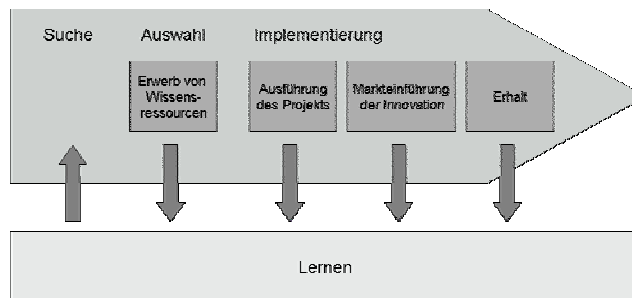 Suche Auswahl Implementierung
Erwerb von
Wissens-
ressourcen
Ausführung
des Projekts
Markteinführung
der Innovation
Erhalt
Lernen